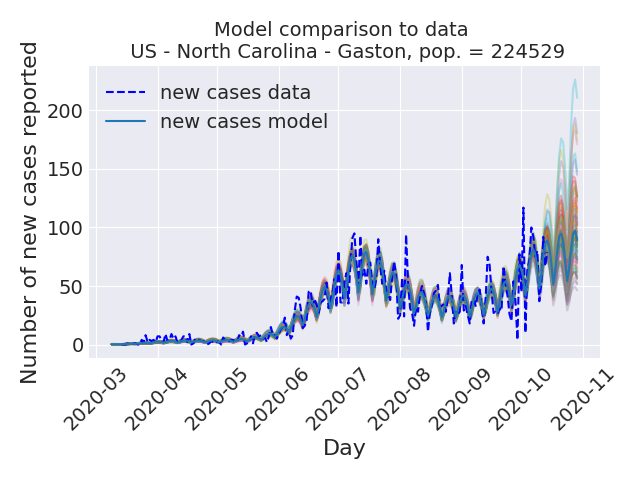 Model comparison to data
US - North Carolina - Gaston, pop. = 224529
Number of new cases reported
200
150
100
50
0
new cases data
new cases model
2020-03
2020-04
2020-05
2020-06
2020-07
2020-08
2020-09
2020-10
2020-11
Day